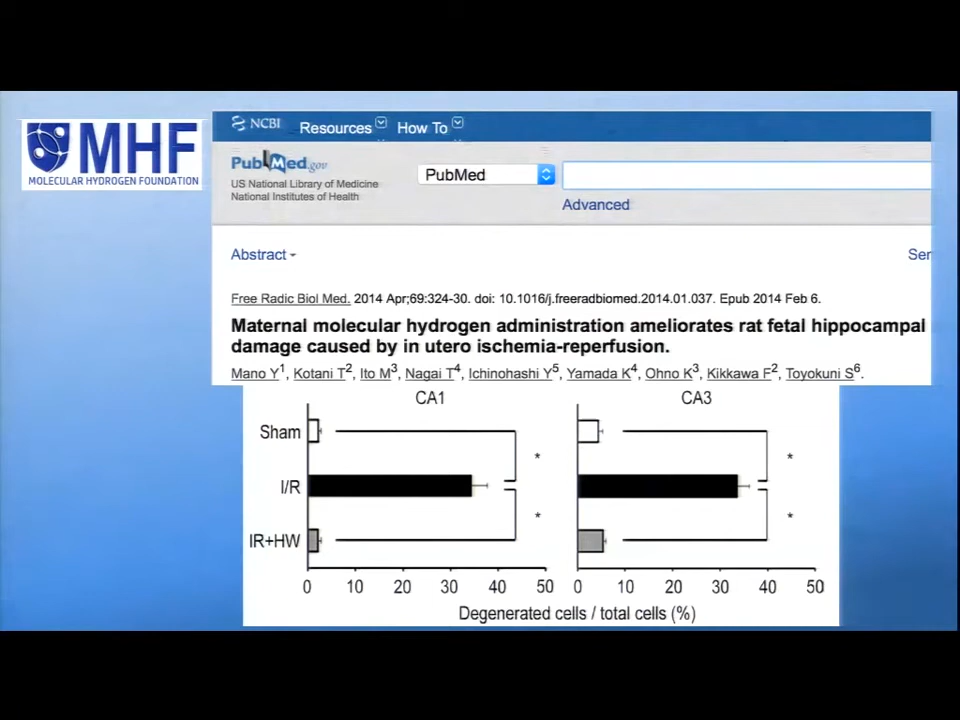 MHF
MOLECULAR HYDROGEN FOUNDATION
NCBI Resources How To
PubMed.gov
US National Library of Medicine
National Institutes of Health
PubMed
Advanced
Abstract
Ser
Free Radic Biol Med. 2014 Apr;69:324-30. doi: 10.1016/j.freeradbiomed.2014.01.037. Epub 2014 Feb 6.
Maternal molecular hydrogen administration ameliorates rat fetal hippocampal
damage caused by in utero ischemia-reperfusion.
Mano Y1, Kotani T2, Ito M3, Nagai T4, Ichinohashi Y5, Yamada K4, Ohno K3, Kikkawa F2, Toyokuni S6.
CA1 CA3
Sham
* *
I/R
* *
IR+HW
0 10 20 30 40 50 0 10 20 30 40 50
Degenerated cells / total cells (%)